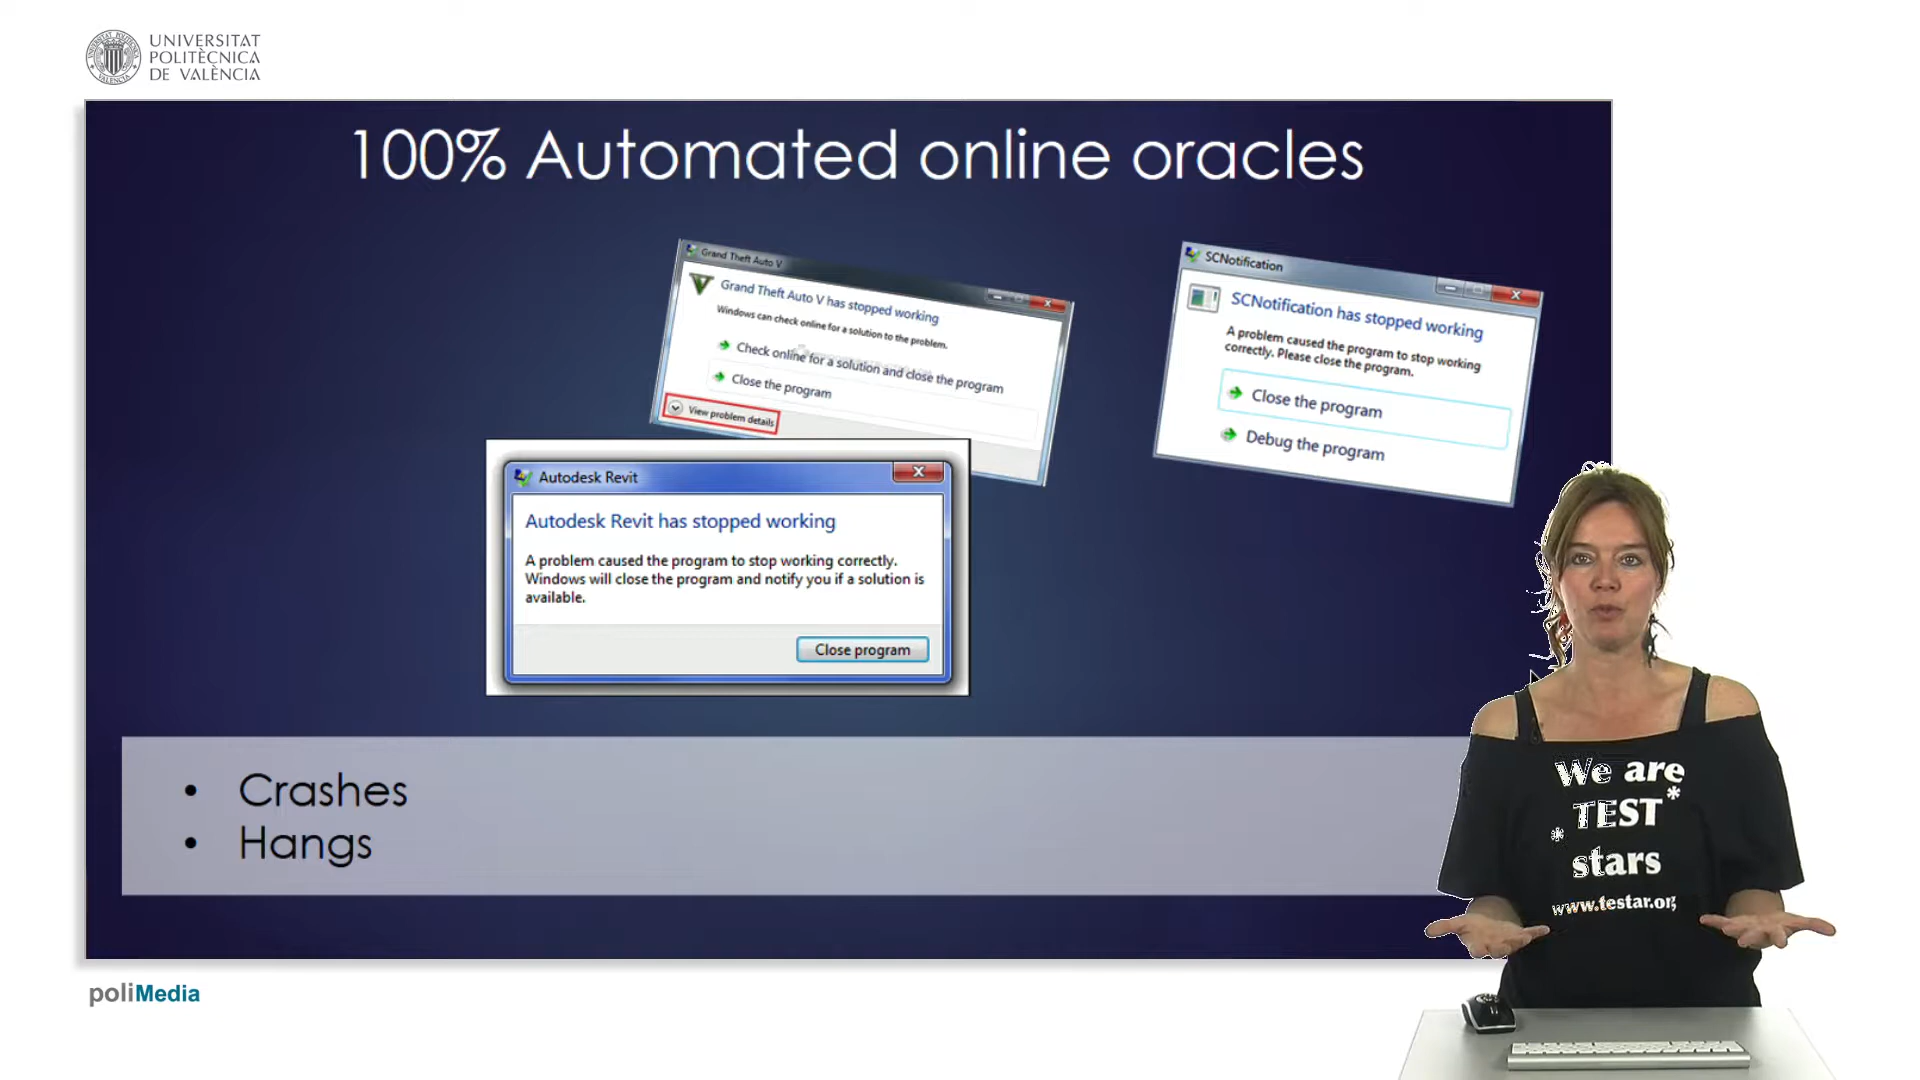 UNIVERSITAT
POLITÈCNICA
DE VALÈNCIA
100% Automated online oracles
Grand Theft Auto V
Grand Theft Auto V has stopped working
Windows can check online for a solution to the problem.
Check online for a solution and close the program
Close the program
View problem details
SCNotification
SCNotification has stopped working
A problem caused the program to stop working
correctly. Please close the program.
Close the program
Debug the program
Autodesk Revit
Autodesk Revit has stopped working
A problem caused the program to stop working correctly.
Windows will close the program and notify you if a solution is
available.
Close program
• Crashes
• Hangs
We are
* TEST *
stars
www.testar.org
poliMedia